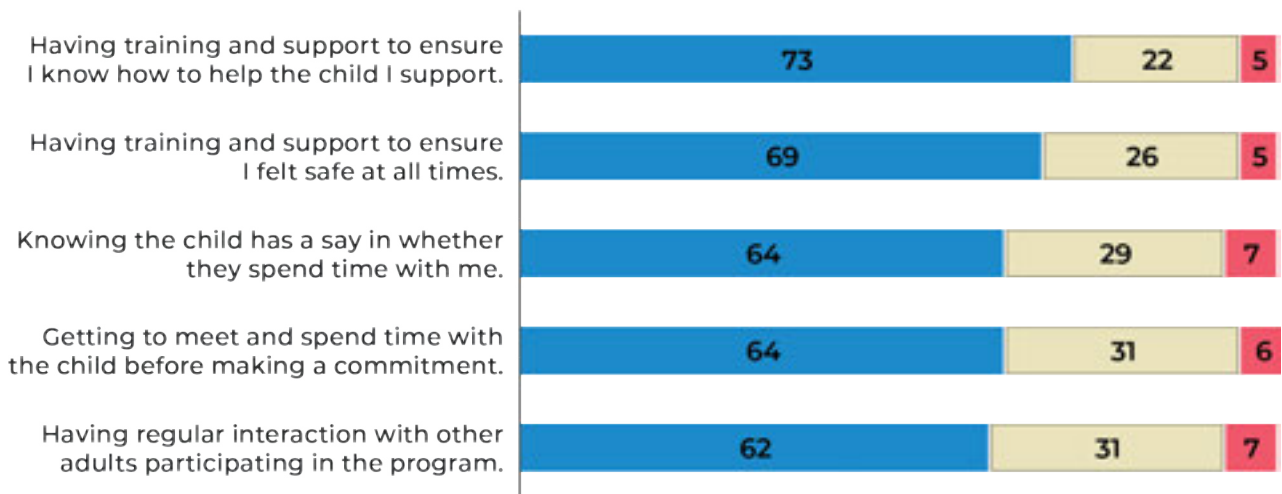 Having training and support to ensure
I know how to help the child I support.
73 22 5
Having training and support to ensure
I felt safe at all times.
69 26 5
Knowing the child has a say in whether
they spend time with me.
64 29 7
Getting to meet and spend time with
the child before making a commitment.
64 31 6
Having regular interaction with other
adults participating in the program.
62 31 7